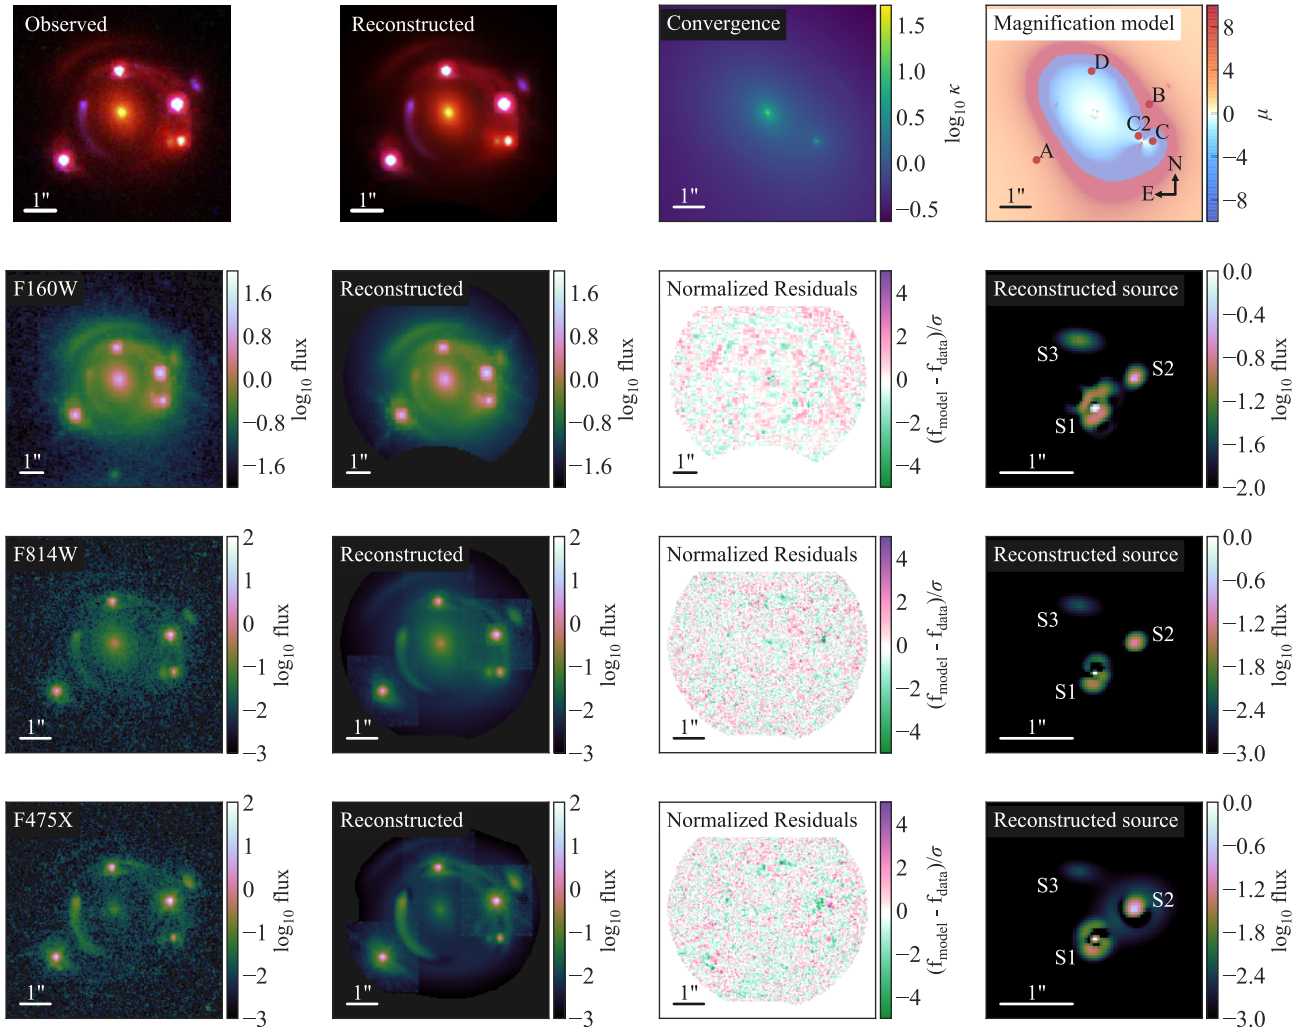 Observed
1"
Reconstructed
1"
Convergence
1"
1.5
1.0
0.5
0.0
−0.5
log10 κ
Magnification model
D
B
C2
C
A
N
E
1"
8
4
0
−4
−8
μ
F160W
1"
1.6
0.8
0.0
−0.8
−1.6
log10 flux
Reconstructed
1"
1.6
0.8
0.0
−0.8
−1.6
log10 flux
Normalized Residuals
1"
4
2
0
−2
−4
(fmodel - fdata)/σ
Reconstructed source
S3
S2
S1
1"
0.0
−0.4
−0.8
−1.2
−1.6
−2.0
log10 flux
F814W
1"
2
1
0
−1
−2
−3
log10 flux
Reconstructed
1"
2
1
0
−1
−2
−3
log10 flux
Normalized Residuals
1"
4
2
0
−2
−4
(fmodel - fdata)/σ
Reconstructed source
S3
S2
S1
1"
0.0
−0.6
−1.2
−1.8
−2.4
−3.0
log10 flux
F475X
1"
2
1
0
−1
−2
−3
log10 flux
Reconstructed
1"
2
1
0
−1
−2
−3
log10 flux
Normalized Residuals
1"
4
2
0
−2
−4
(fmodel - fdata)/σ
Reconstructed source
S3
S2
S1
1"
0.0
−0.6
−1.2
−1.8
−2.4
−3.0
log10 flux